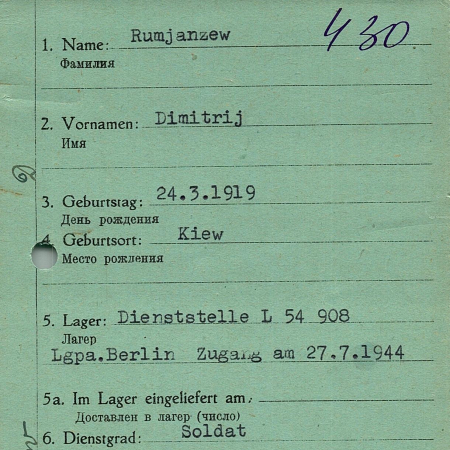 430
1. Name: Rumjanzew
Фамилия
2. Vornamen: Dimitrij
Имя
3. Geburtstag: 24.3.1919
День рождения
4. Geburtsort: Kiew
Место рождения
5. Lager: Dienststelle L 54 908
Лагер
Lgpa.Berlin Zugang am 27.7.1944
5a. Im Lager eingeliefert am:
Доставлен в лагер (число)
6. Dienstgrad: Soldat